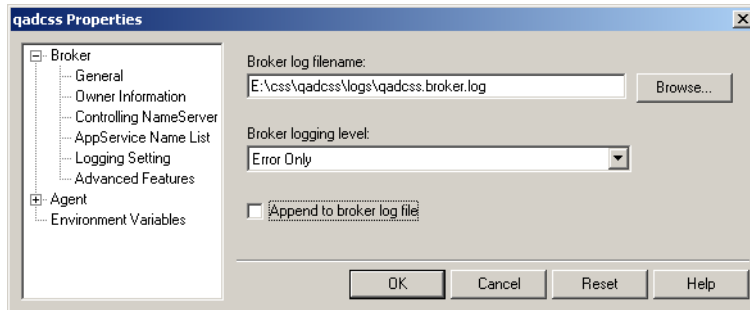 qadcss Properties
Broker
General
Owner Information
Controlling NameServer
AppService Name List
Logging Setting
Advanced Features
Agent
Environment Variables
Broker log filename:
E:\css\qadcss\logs\qadcss.broker.log
Browse...
Broker logging level:
Error Only
Append to broker log file
OK
Cancel
Reset
Help